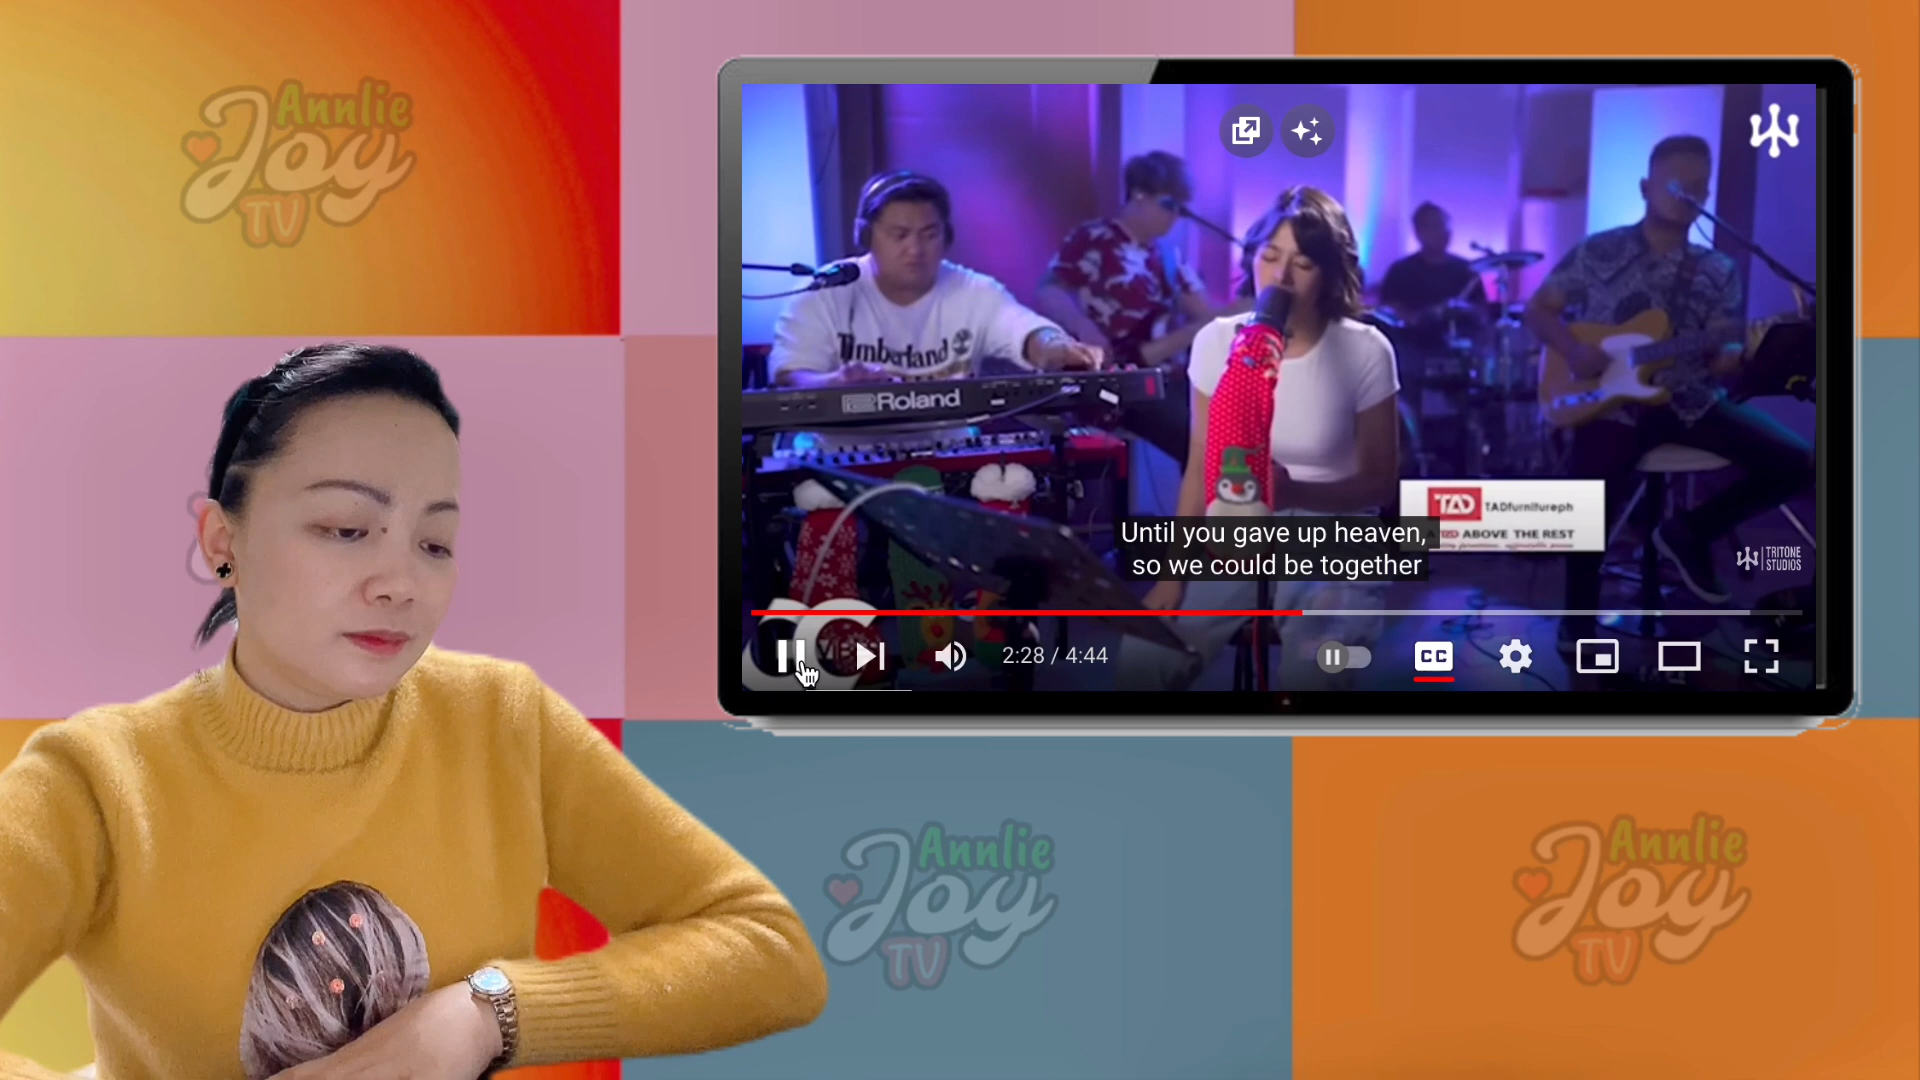 Annlie
Joy
TV
Timberland
Roland
TAD
TADfurnitureph
ABOVE THE REST
Until you gave up heaven,
so we could be together
TRITONE
STUDIOS
2:28 / 4:44
CC
Annlie
Joy
TV
Annlie
Joy
TV